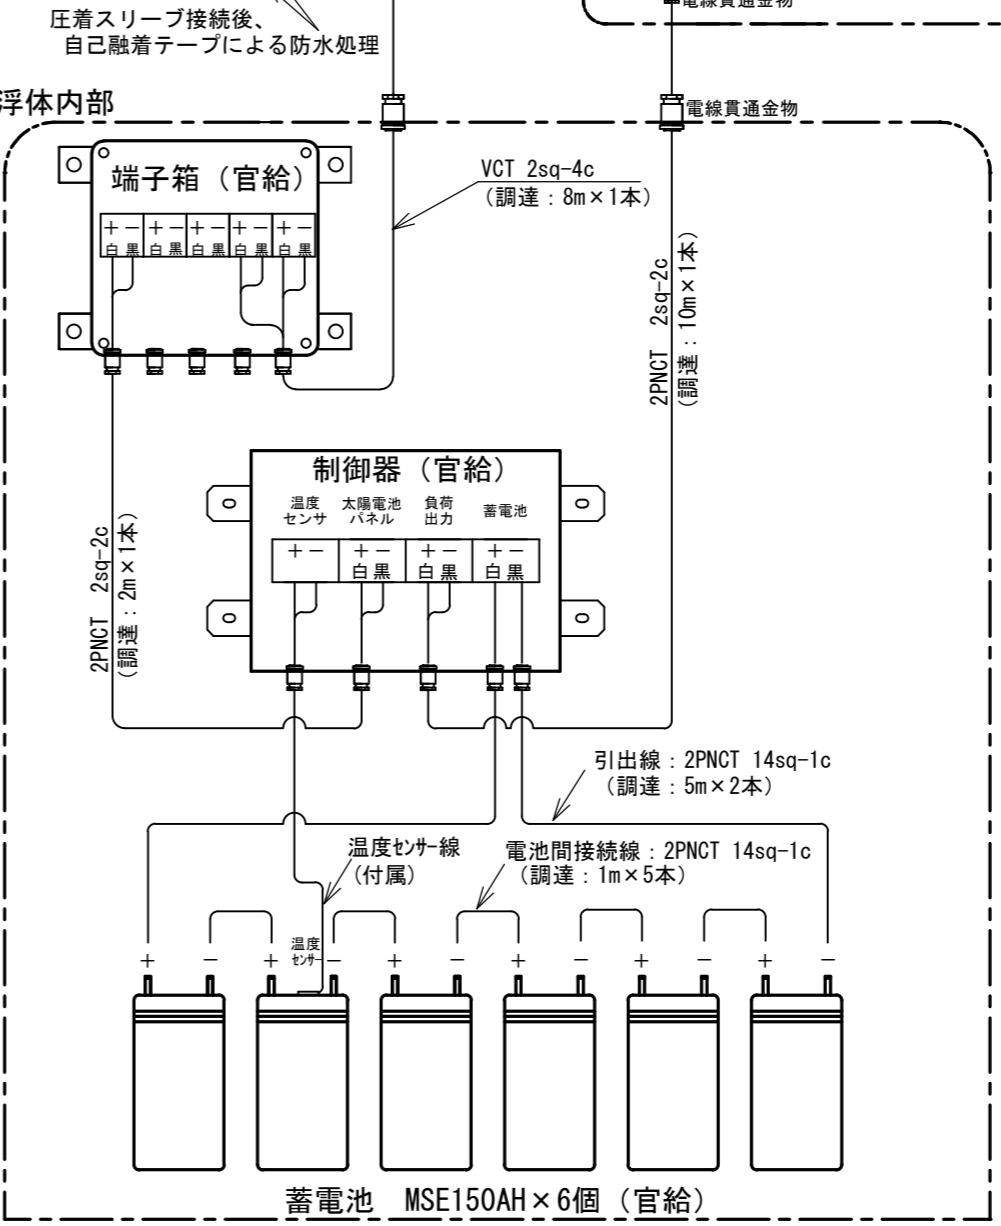 圧着スリーブ接続後、
自己融着テープによる防水処理
電線貫通金物
浮体内部
電線貫通金物
端子箱（官給）
＋－＋－＋－＋－＋－
白黒白黒白黒白黒白黒
VCT 2sq-4c
（調達：8m×1本）
2PNCT 2sq-2c
（調達：10m×1本）
制御器（官給）
温度
センサ
太陽電池
パネル
負荷
出力
蓄電池
＋－ ＋－ ＋－ ＋－
白黒 白黒 白黒
2PNCT 2sq-2c
（調達：2m×1本）
引出線：2PNCT 14sq-1c
（調達：5m×2本）
温度センサー線
（付属）
電池間接続線：2PNCT 14sq-1c
（調達：1m×5本）
温度
センサー
＋ － ＋ － ＋ － ＋ － ＋ － ＋ －
蓄電池 MSE150AH×6個（官給）